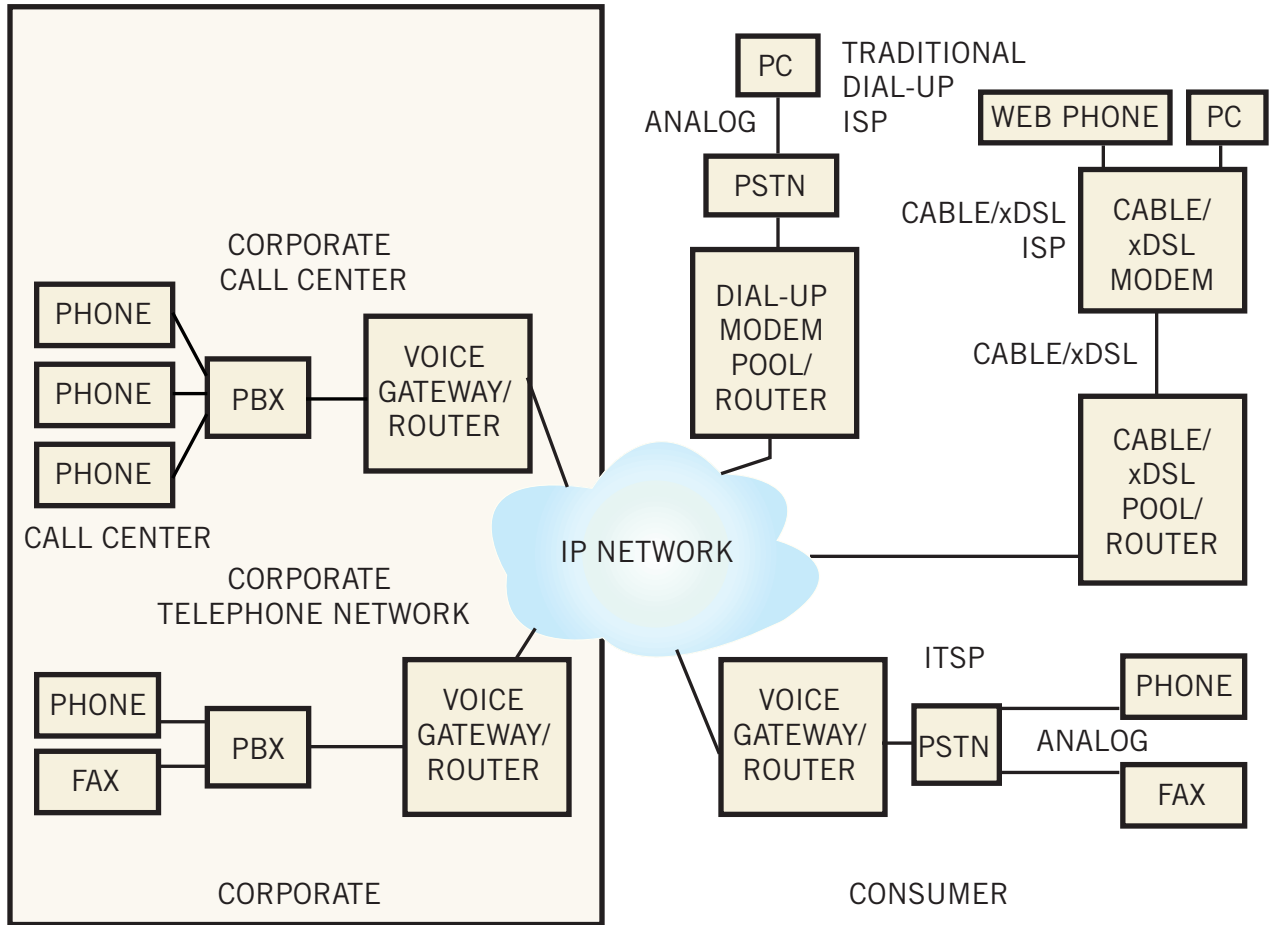 CORPORATE
CALL CENTER
PHONE
PHONE
PHONE
PBX
VOICE
GATEWAY/
ROUTER
CALL CENTER
CORPORATE
TELEPHONE NETWORK
PHONE
FAX
PBX
VOICE
GATEWAY/
ROUTER
CORPORATE
IP NETWORK
PC
TRADITIONAL
DIAL-UP
ISP
ANALOG
PSTN
DIAL-UP
MODEM
POOL/
ROUTER
WEB PHONE
PC
CABLE/xDSL
ISP
CABLE/
xDSL
MODEM
CABLE/xDSL
CABLE/
xDSL
POOL/
ROUTER
VOICE
GATEWAY/
ROUTER
ITSP
PSTN
ANALOG
PHONE
FAX
CONSUMER